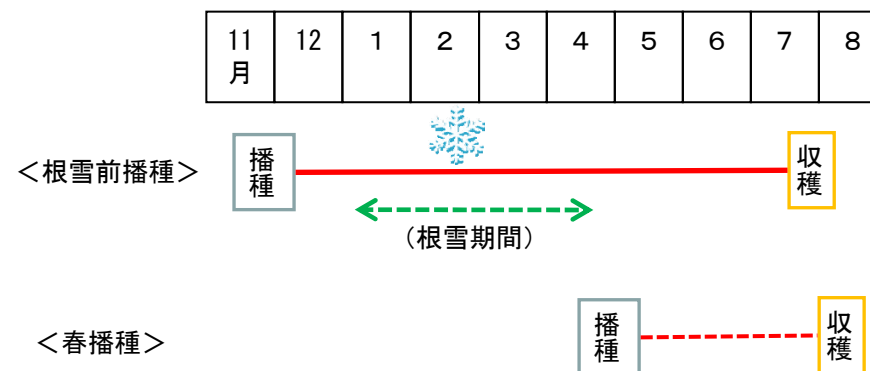 11月 12 1 2 3 4 5 6 7 8
＜根雪前播種＞ 播種 収穫
（根雪期間）
＜春播種＞ 播種 収穫